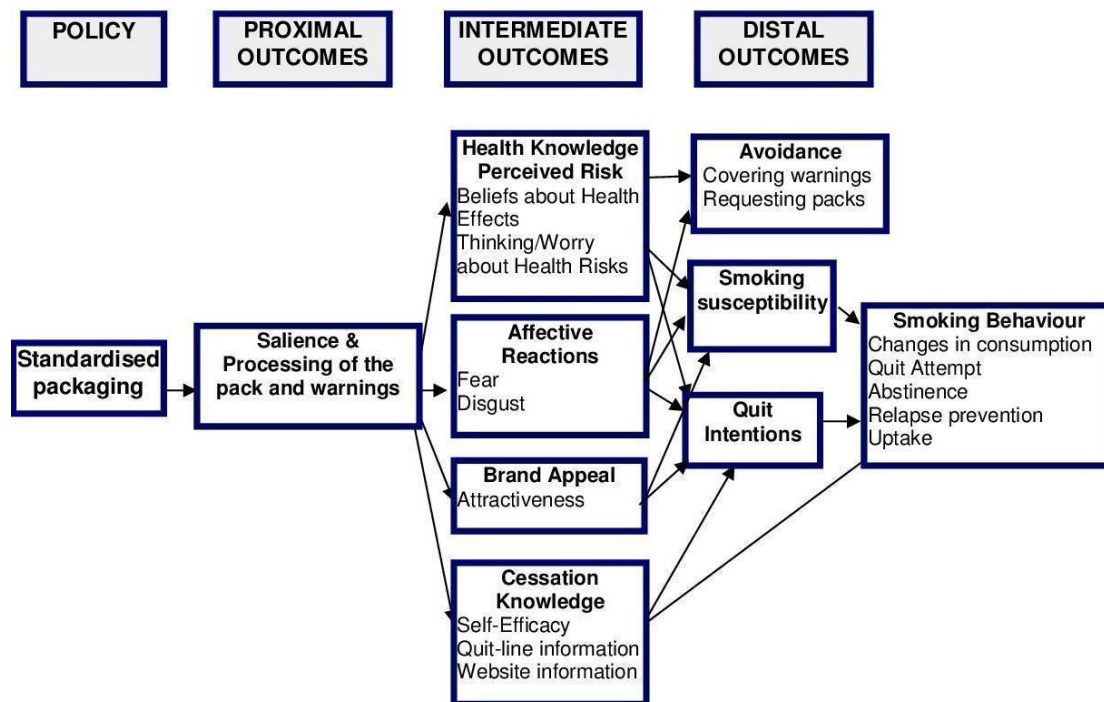 POLICY
PROXIMAL
OUTCOMES
INTERMEDIATE
OUTCOMES
DISTAL
OUTCOMES
Standardised
packaging
Salience &
Processing of the
pack and warnings
Health Knowledge
Perceived Risk
Beliefs about Health
Effects
Thinking/Worry
about Health Risks
Affective
Reactions
Fear
Disgust
Brand Appeal
Attractiveness
Cessation
Knowledge
Self-Efficacy
Quit-line information
Website information
Avoidance
Covering warnings
Requesting packs
Smoking
susceptibility
Quit
Intentions
Smoking Behaviour
Changes in consumption
Quit Attempt
Abstinence
Relapse prevention
Uptake